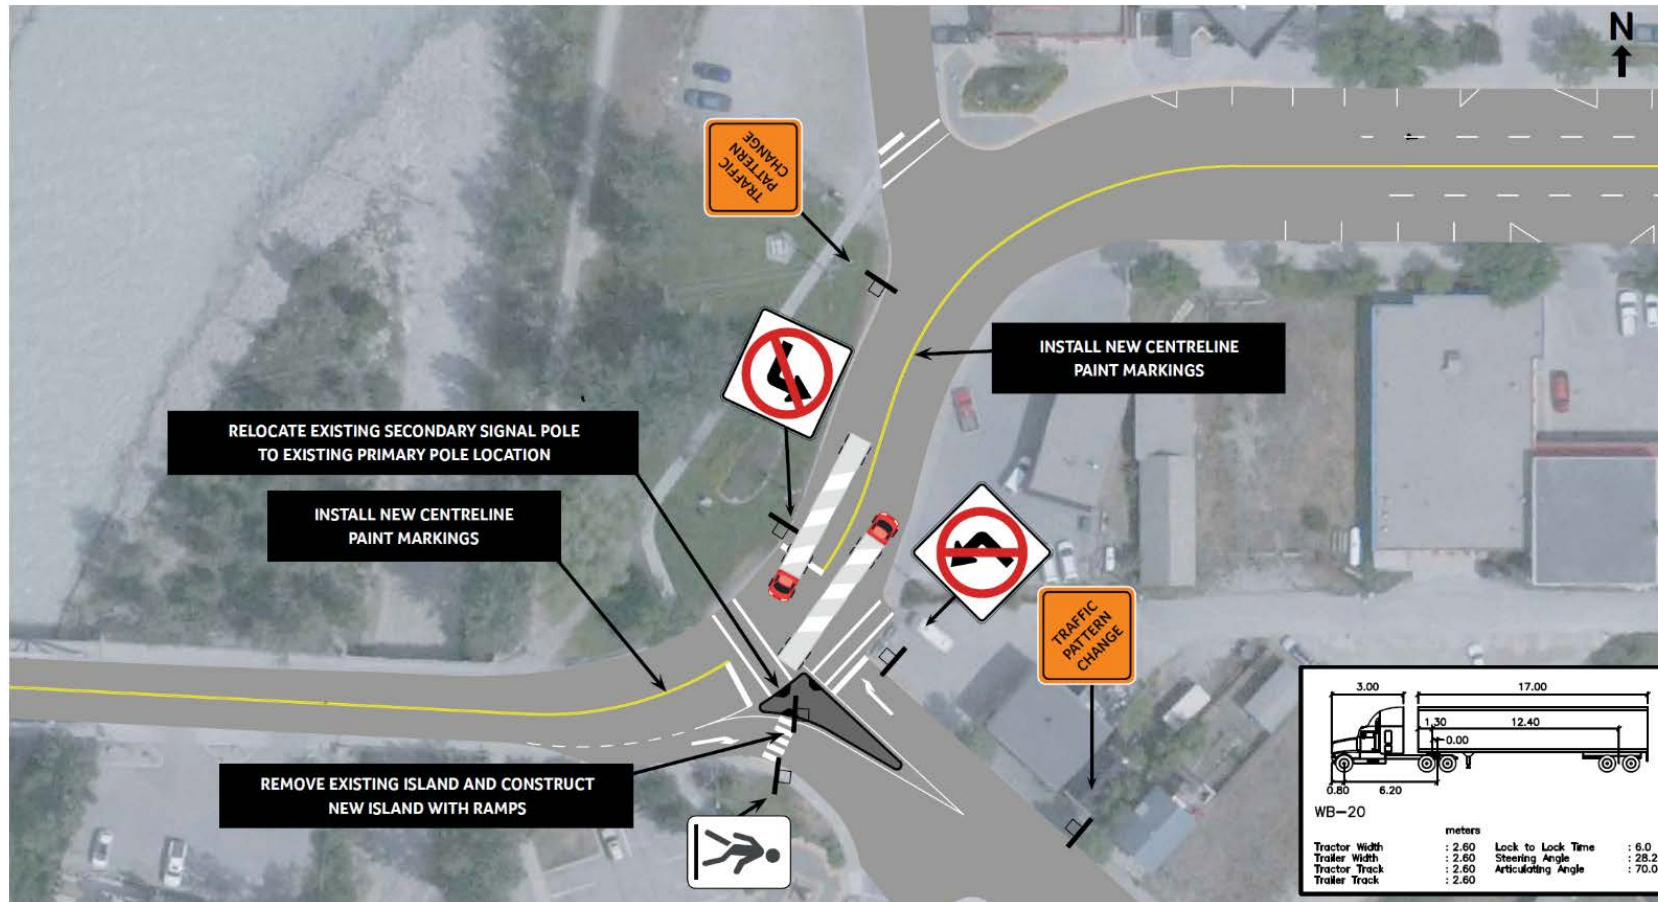 N
TRAFFIC
PATTERN
CHANGE
INSTALL NEW CENTRELINE
PAINT MARKINGS
RELOCATE EXISTING SECONDARY SIGNAL POLE
TO EXISTING PRIMARY POLE LOCATION
INSTALL NEW CENTRELINE
PAINT MARKINGS
TRAFFIC
PATTERN
CHANGE
REMOVE EXISTING ISLAND AND CONSTRUCT
NEW ISLAND WITH RAMPS
3.00 17.00
1.30 12.40
0.00
0.80 6.20
WB-20
meters
Tractor Width : 2.60 Lock to Lock Time : 6.0
Trailer Width : 2.60 Steering Angle : 28.2
Tractor Track : 2.60 Articulating Angle : 70.0
Trailer Track : 2.60